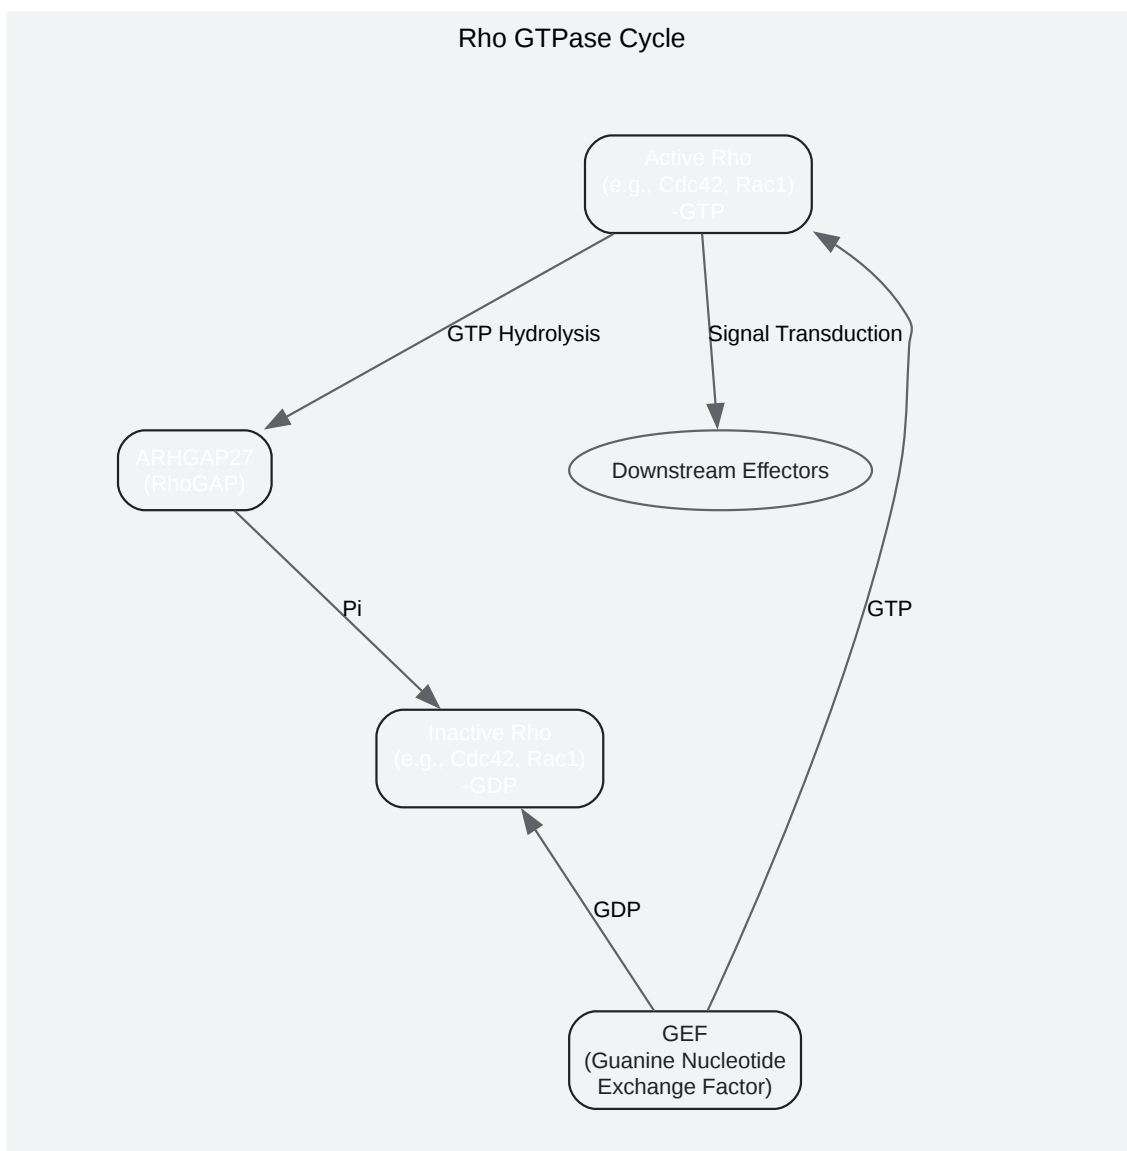 Rho GTPase Cycle
Active Rho
(e.g., Cdc42, Rac1)
-GTP
GTP Hydrolysis
Signal Transduction
ARHGAP27
(RhoGAP)
Downstream Effectors
Pi
GTP
Inactive Rho
(e.g., Cdc42, Rac1)
-GDP
GDP
GEF
(Guanine Nucleotide
Exchange Factor)